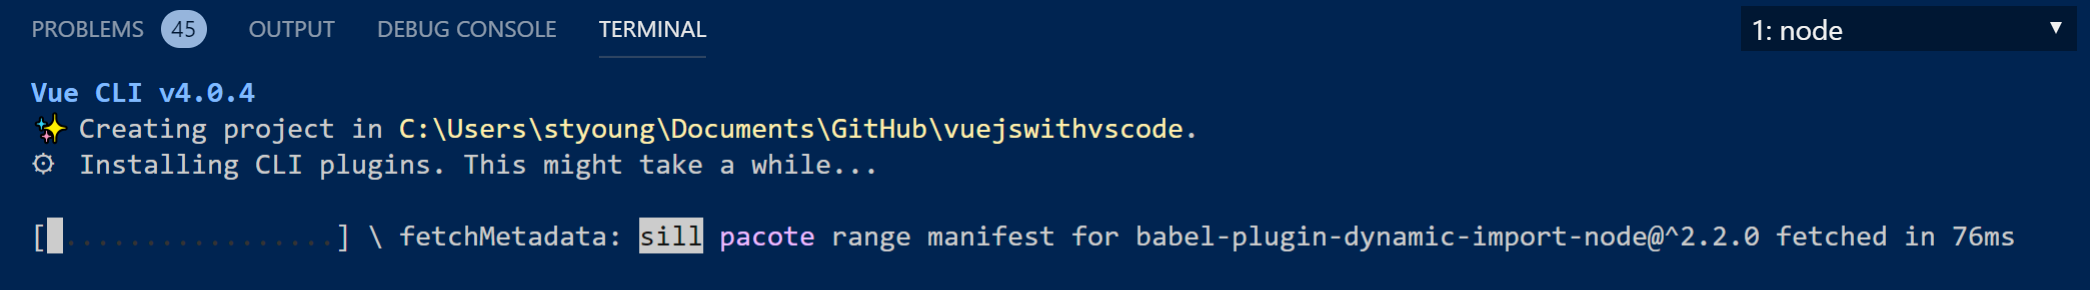 PROBLEMS 45 OUTPUT DEBUG CONSOLE TERMINAL 1: node
Vue CLI v4.0.4
✨ Creating project in C:\Users\styoung\Documents\GitHub\vuejswithvscode.
⚙ Installing CLI plugins. This might take a while...
[ .................] \ fetchMetadata: sill pacote range manifest for babel-plugin-dynamic-import-node@^2.2.0 fetched in 76ms